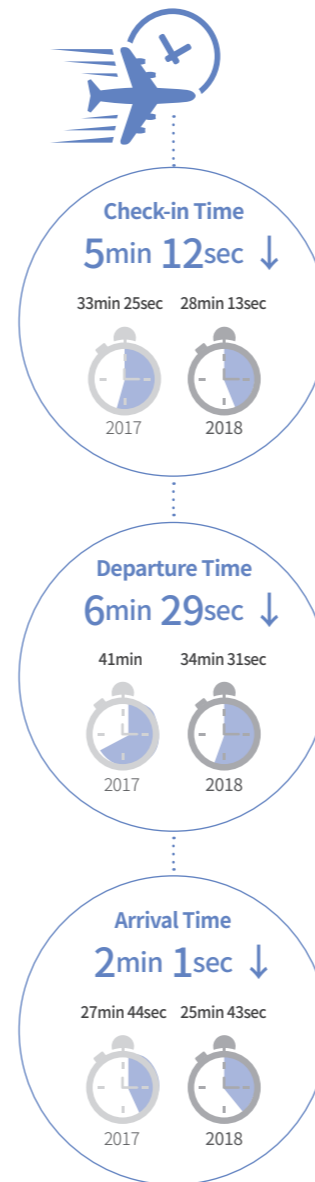 Check-in Time
5min 12sec ↓
33min 25sec 28min 13sec
2017 2018
Departure Time
6min 29sec ↓
41min 34min 31sec
2017 2018
Arrival Time
2min 1sec ↓
27min 44sec 25min 43sec
2017 2018